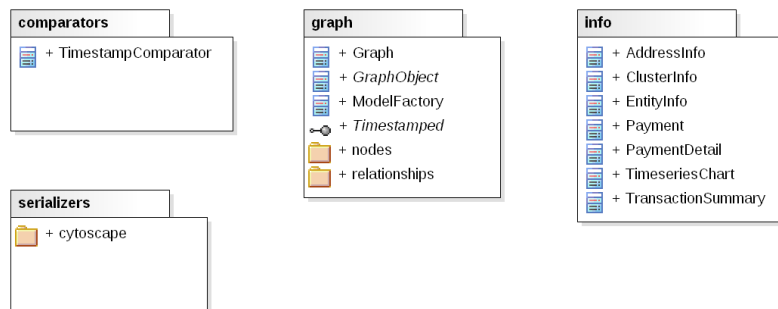 comparators
+ TimestampComparator
graph
+ Graph
+ GraphObject
+ ModelFactory
+ Timestamped
+ nodes
+ relationships
info
+ AddressInfo
+ ClusterInfo
+ EntityInfo
+ Payment
+ PaymentDetail
+ TimeseriesChart
+ TransactionSummary
serializers
+ cytoscape